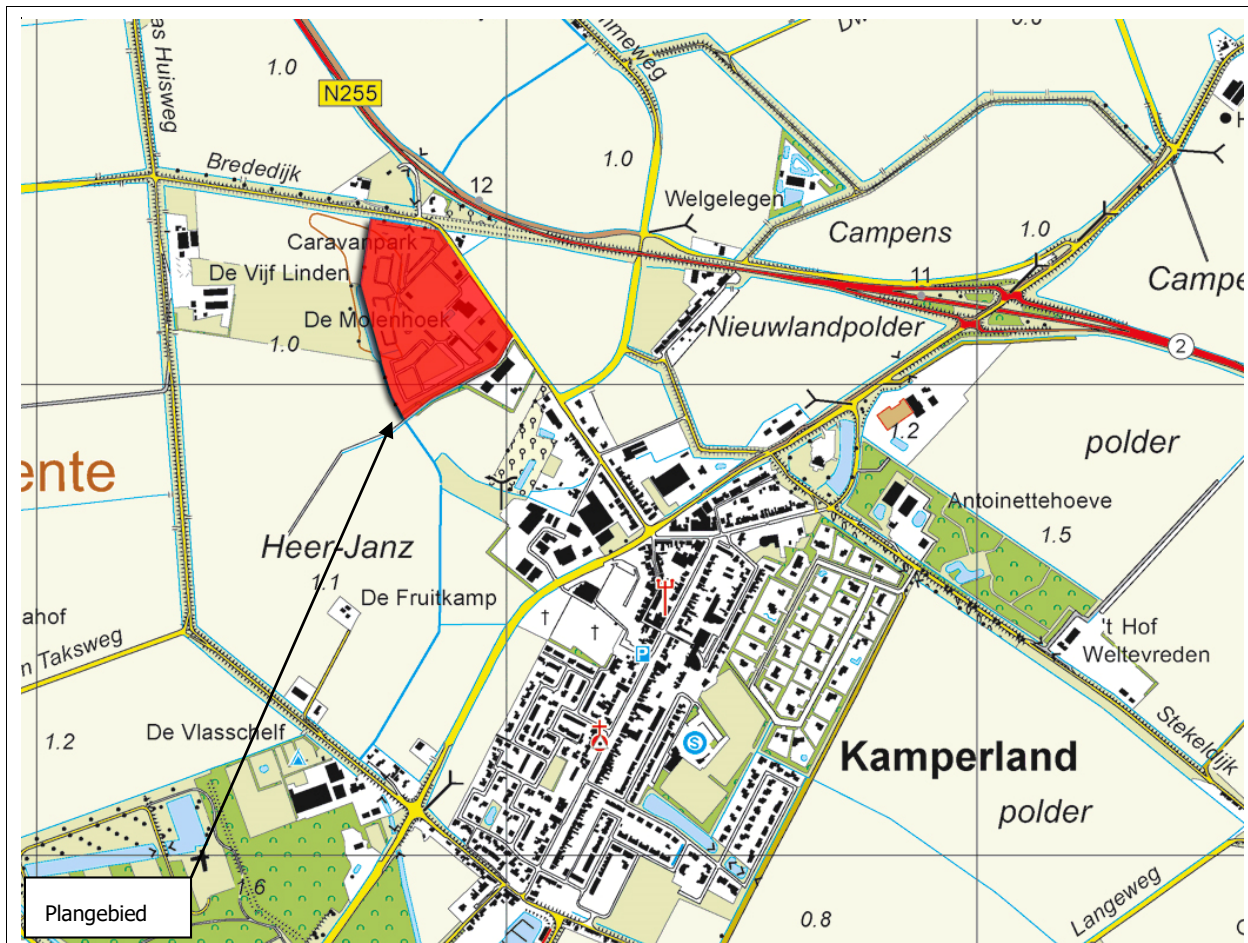 as Huisweg
1.0
N255
mmeweg
Brededijk
12
1.0
Welgelegen
Campens
1.0
Campe
H
Caravanpark
De Vijf Linden
De Molenhoek
1.0
11
Nieuwlandpolder
2
1.2
polder
ente
Antoinettehoeve
1.5
Heer-Janz
1.1
De Fruitkamp
ahof
m Taksweg
't Hof
Weltevreden
P
De Vlasschelf
1.2
S
Stekeldijk
Kamperland
polder
1.6
Plangebied
0.8
Langeweg